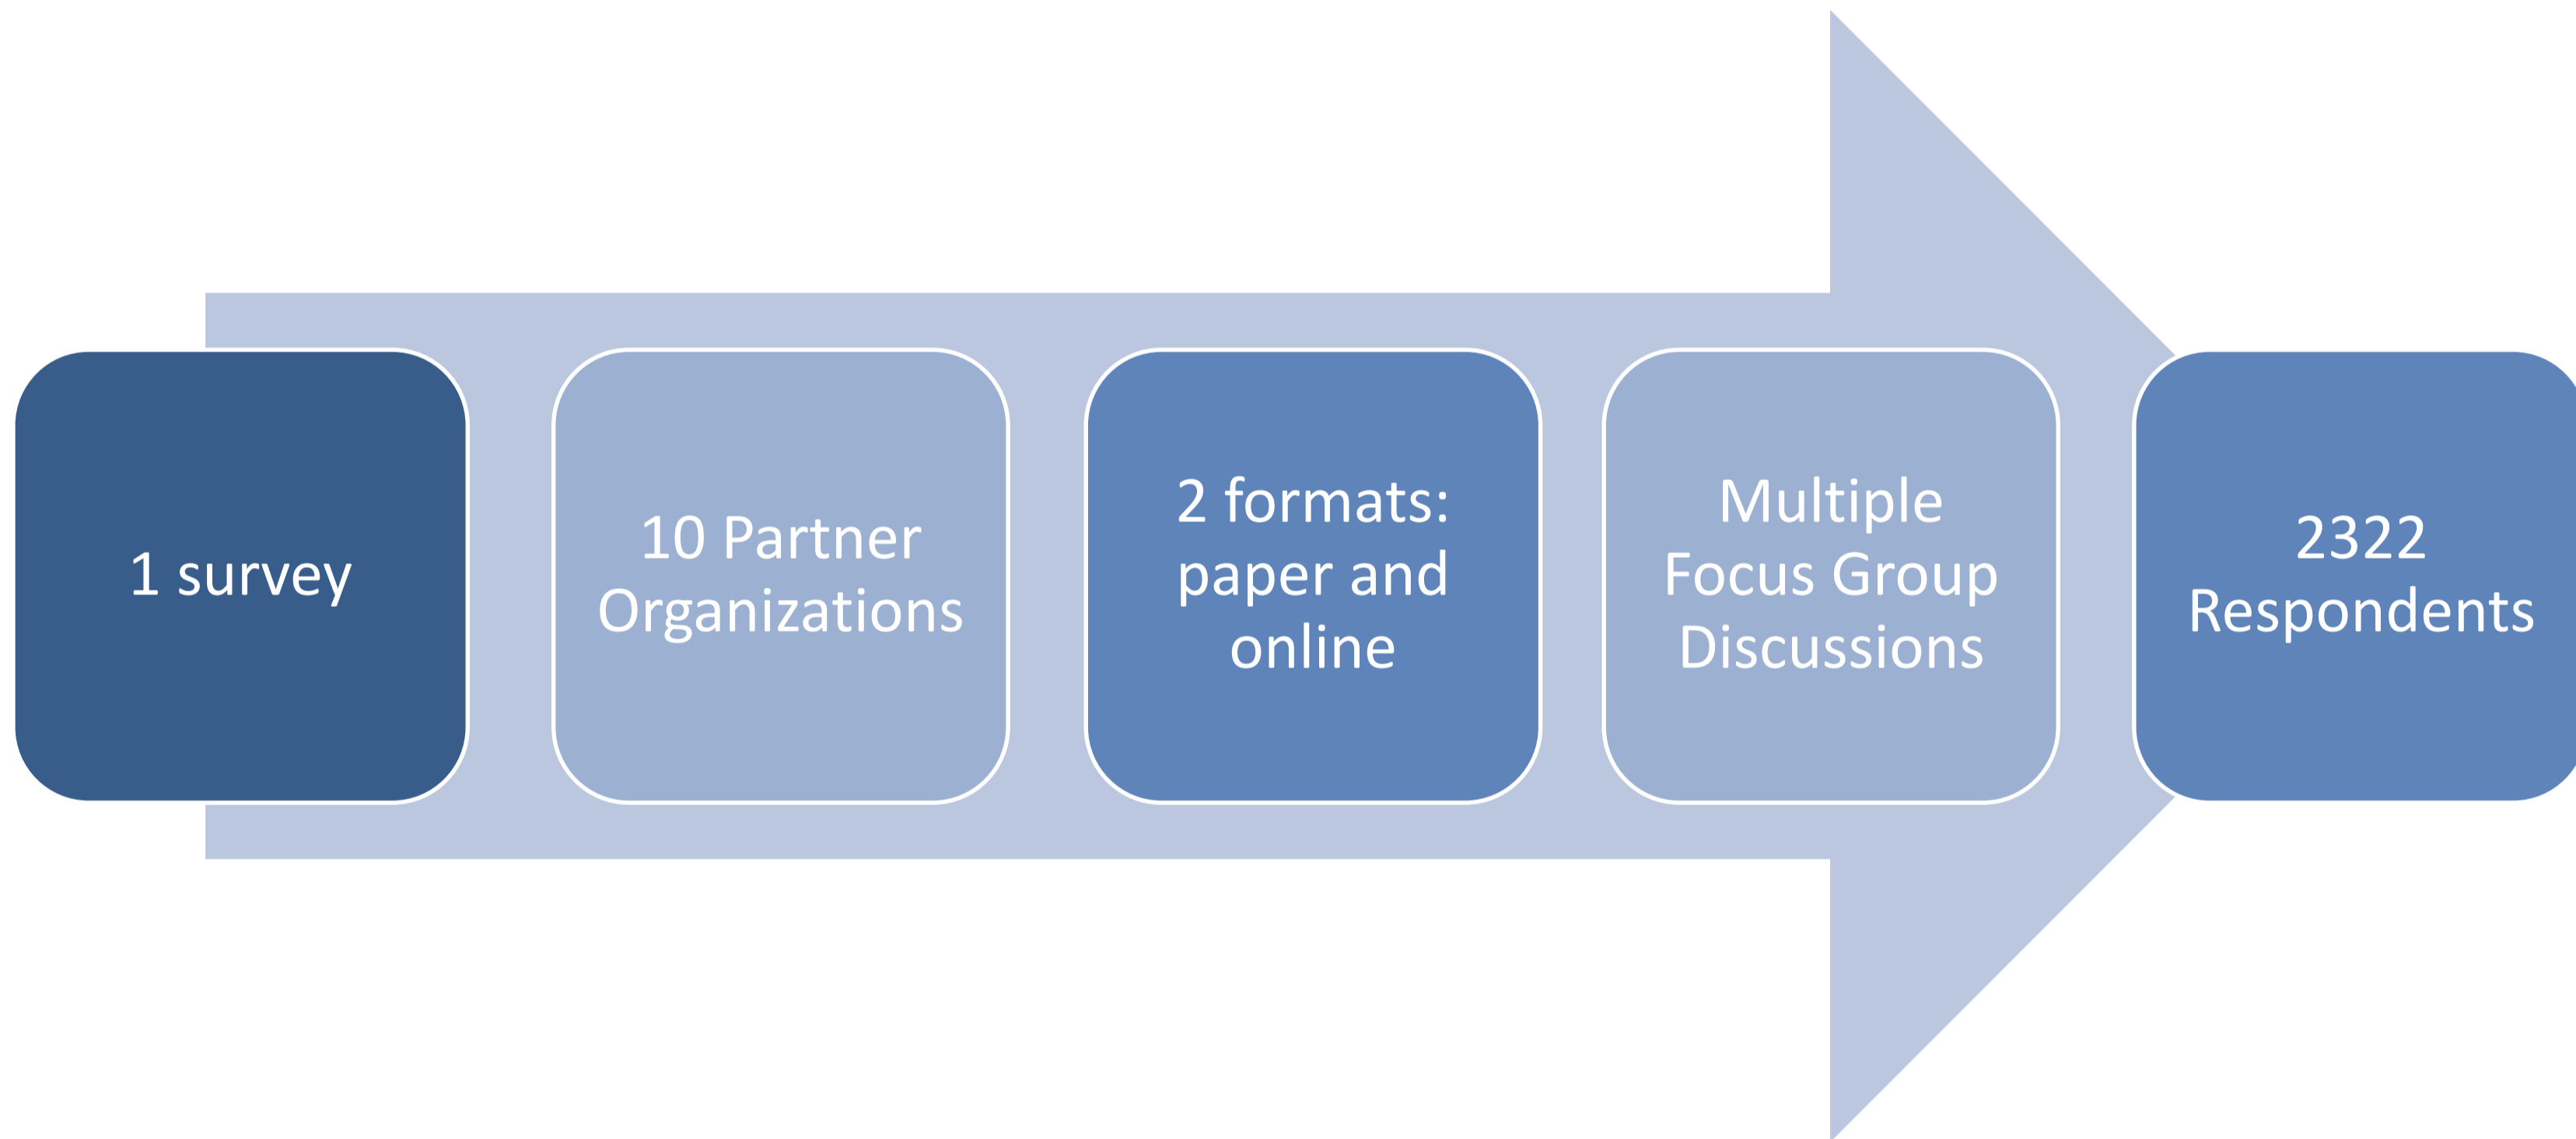 1 survey
10 Partner
Organizations
2 formats:
paper and
online
Multiple
Focus Group
Discussions
2322
Respondents